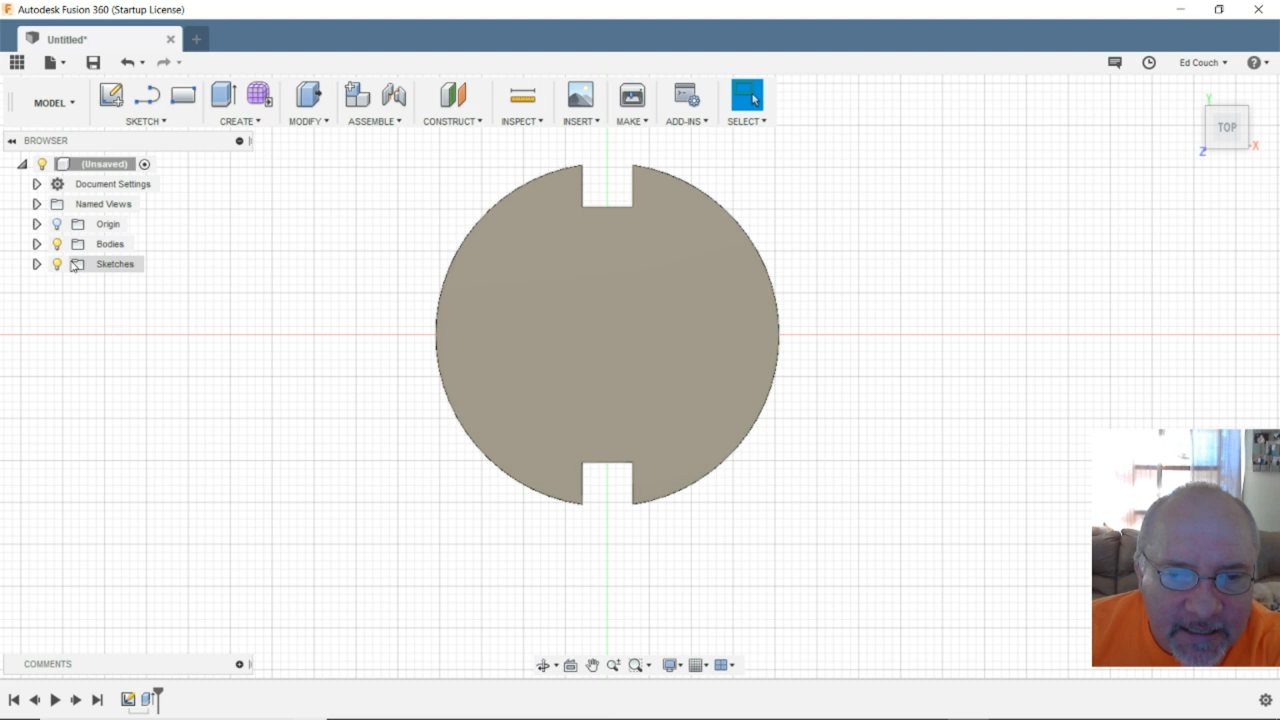 Autodesk Fusion 360 (Startup License)
Untitled*
Ed Couch
MODEL
SKETCH
CREATE
MODIFY
ASSEMBLE
CONSTRUCT
INSPECT
INSERT
MAKE
ADD-INS
SELECT
BROWSER
(Unsaved)
Document Settings
Named Views
Origin
Bodies
Sketches
Y
TOP
X
Z
COMMENTS